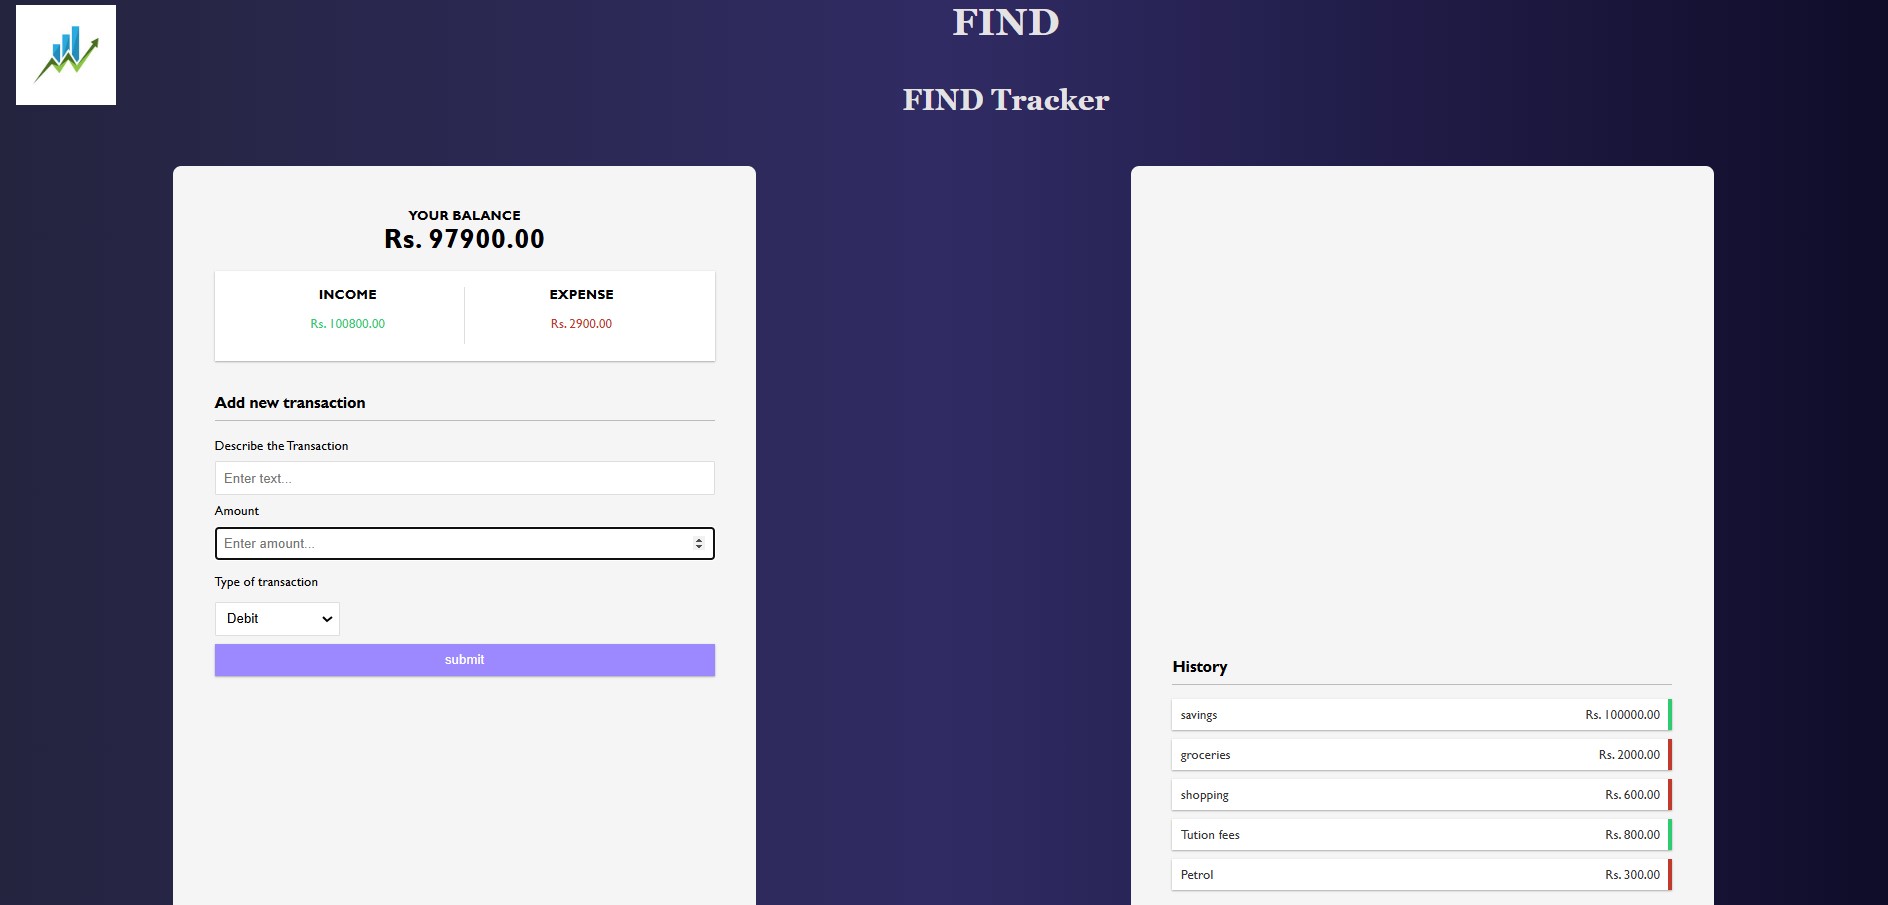 FIND
FIND Tracker
YOUR BALANCE
Rs. 97900.00
INCOME
Rs. 100800.00
EXPENSE
Rs. 2900.00
Add new transaction
Describe the Transaction
Enter text...
Amount
Enter amount...
Type of transaction
Debit
submit
History
savings Rs. 100000.00
groceries Rs. 2000.00
shopping Rs. 600.00
Tution fees Rs. 800.00
Petrol Rs. 300.00